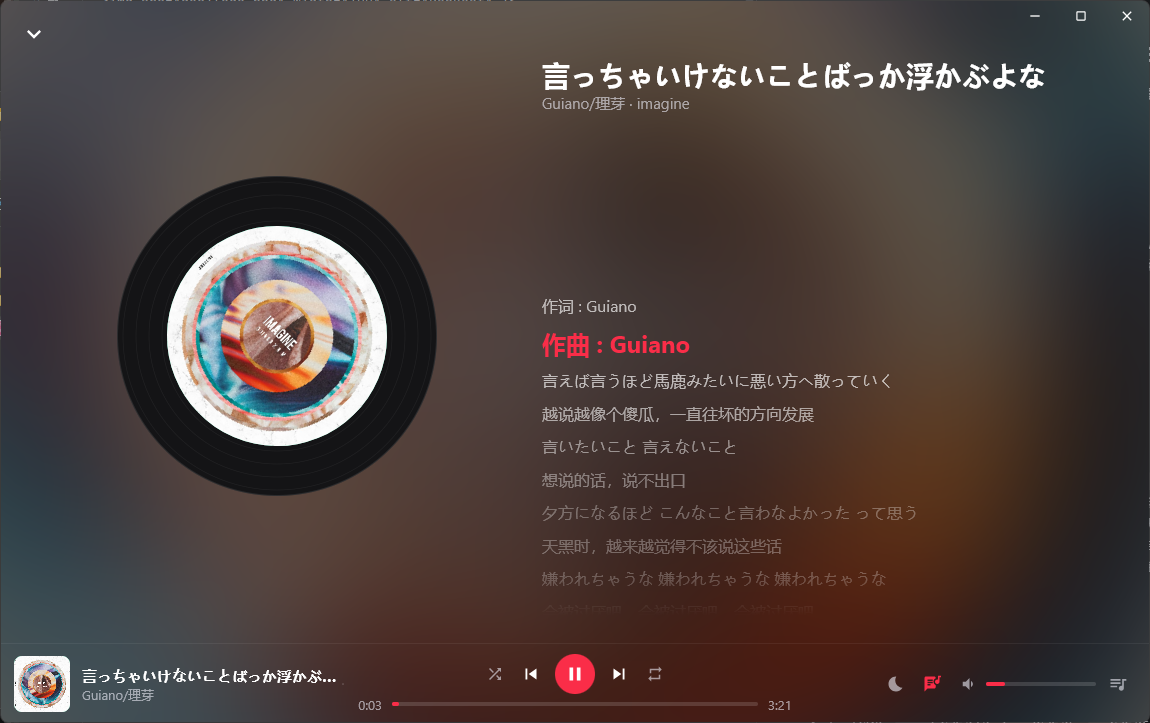 言っちゃいけないことばっか浮かぶよな
Guiano/理芽 · imagine
IMAGINE
作词 : Guiano
作曲 : Guiano
言えば言うほど馬鹿みたいに悪い方へ散っていく
越说越像个傻瓜，一直往坏的方向发展
言いたいこと 言えないこと
想说的话，说不出口
夕方になるほど こんなこと言わなよかった って思う
天黑时，越来越觉得不该说这些话
嫌われちゃうな 嫌われちゃうな 嫌われちゃうな
言っちゃいけないことばっか浮かぶ...
Guiano/理芽
0:03
3:21